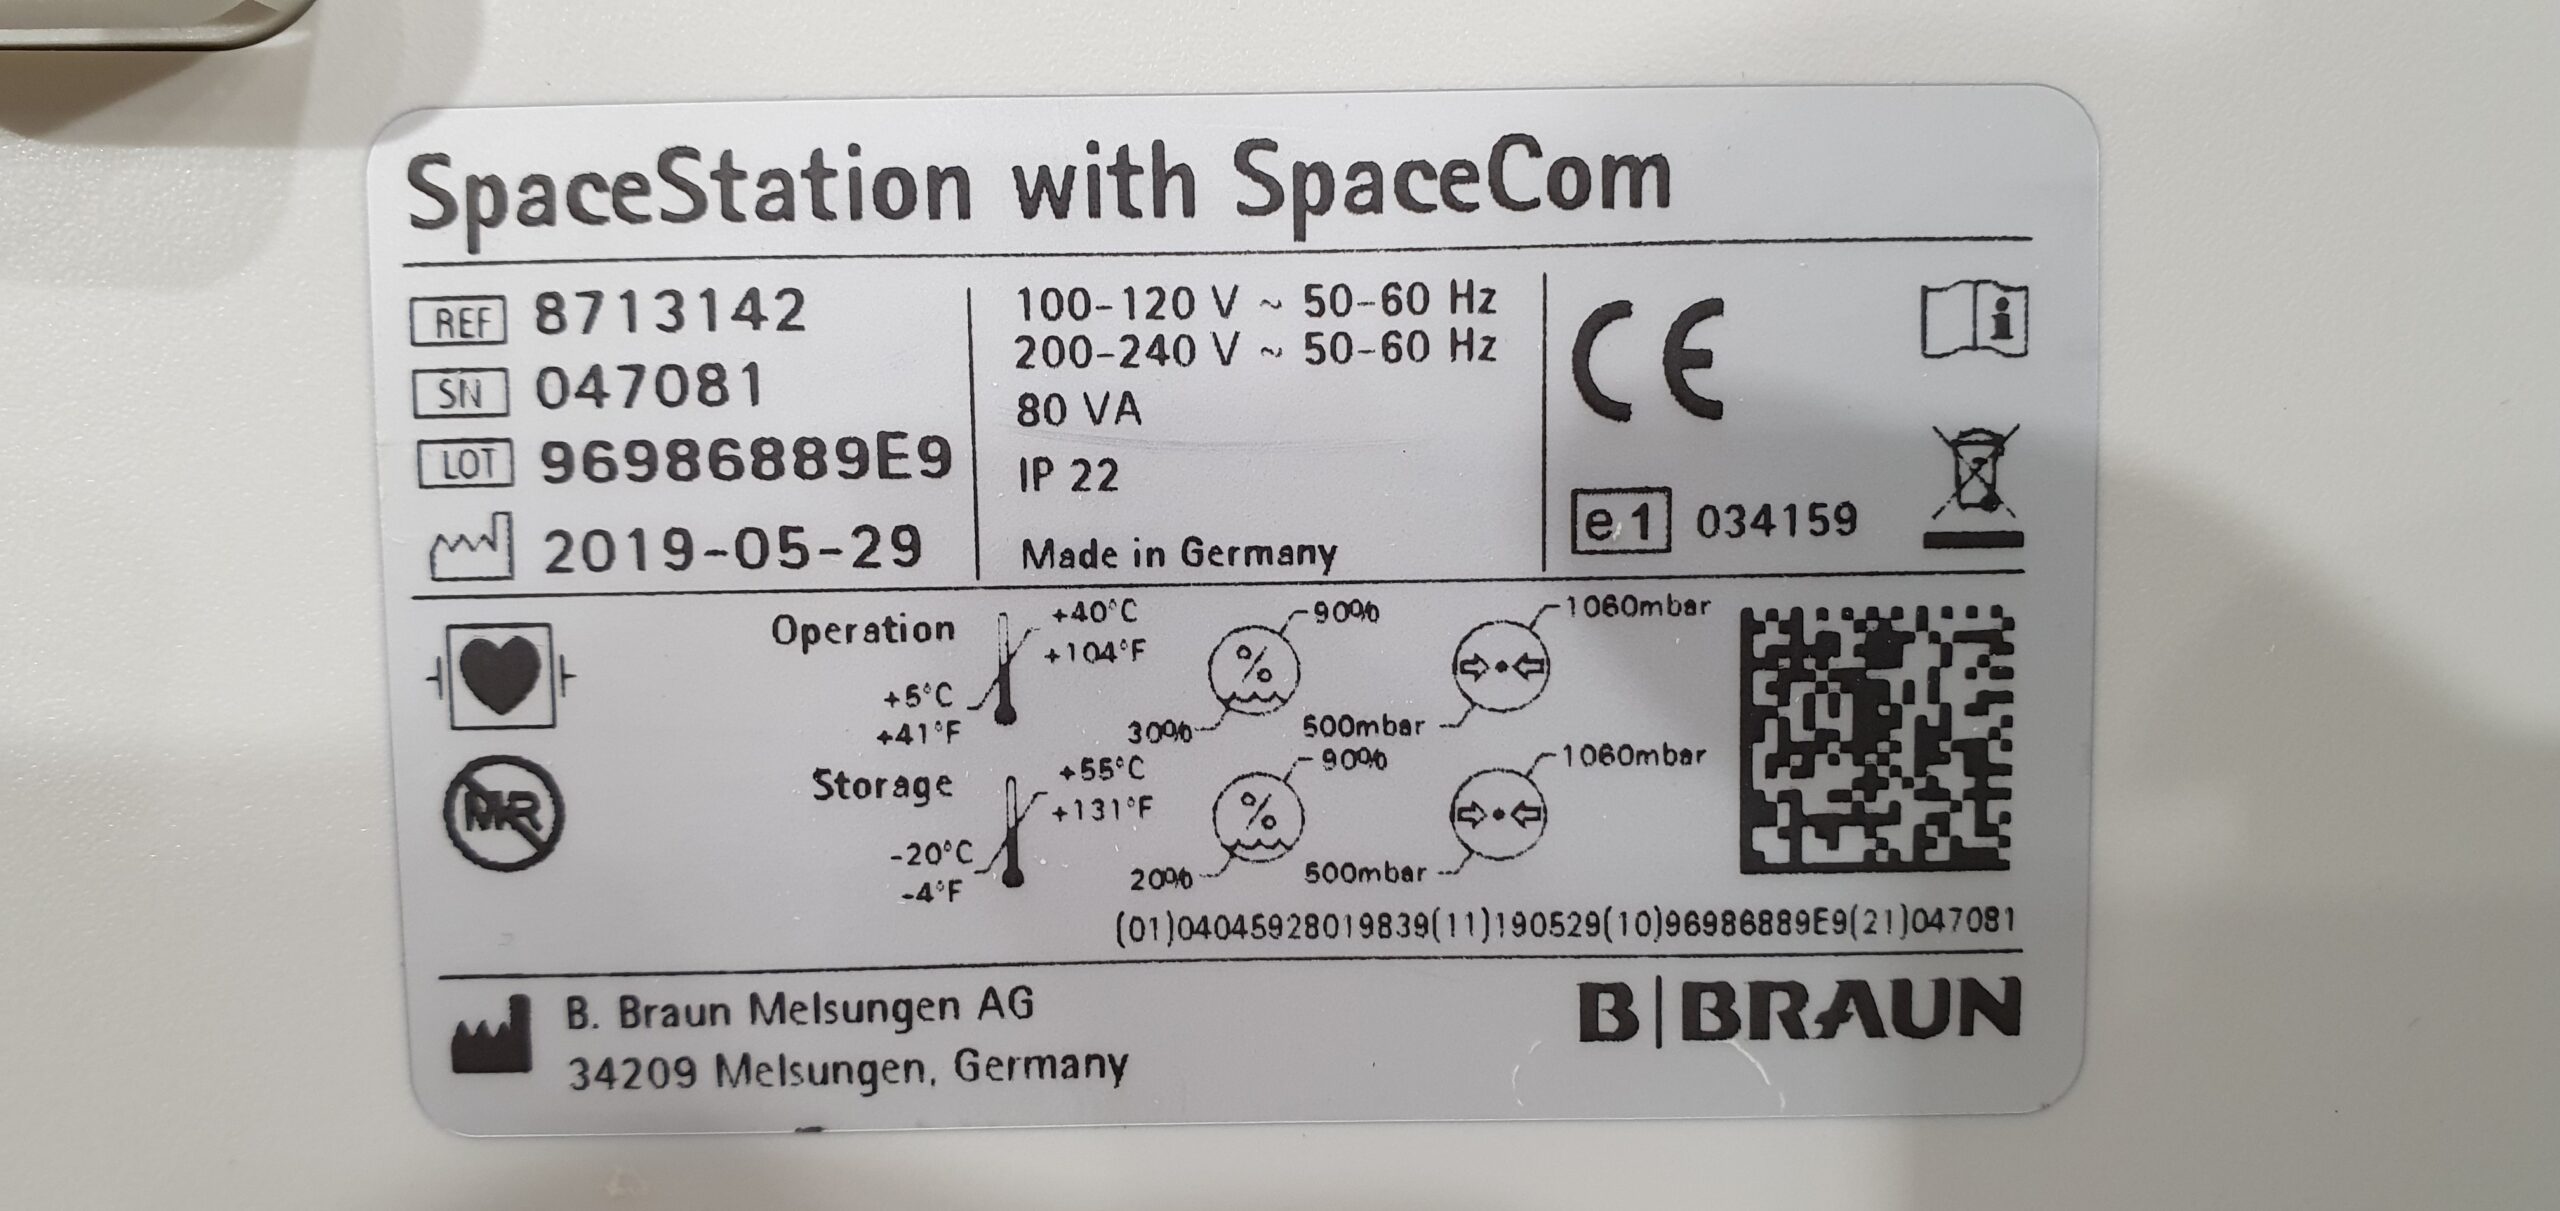 SpaceStation with SpaceCom
REF 8713142
SN 047081
LOT 96986889E9
2019-05-29
100-120 V ~ 50-60 Hz
200-240 V ~ 50-60 Hz
80 VA
IP 22
Made in Germany
CE
i
e1 034159
Operation
+40°C
+104°F
+5°C
+41°F
%
90%
30%
1060mbar
500mbar
MR
Storage
+55°C
+131°F
-20°C
-4°F
%
90%
20%
1060mbar
500mbar
(01)04045928019839(11)190529(10)96986889E9(21)047081
B. Braun Melsungen AG
34209 Melsungen, Germany
B|BRAUN